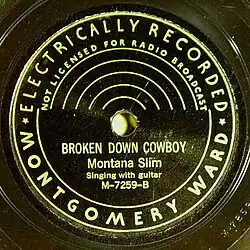 ★ ELECTRICALLY RECORDED ★
NOT LICENSED FOR RADIO BROADCAST
BROKEN DOWN COWBOY
Montana Slim
Singing with guitar
M-7259-B
MONTGOMERY WARD